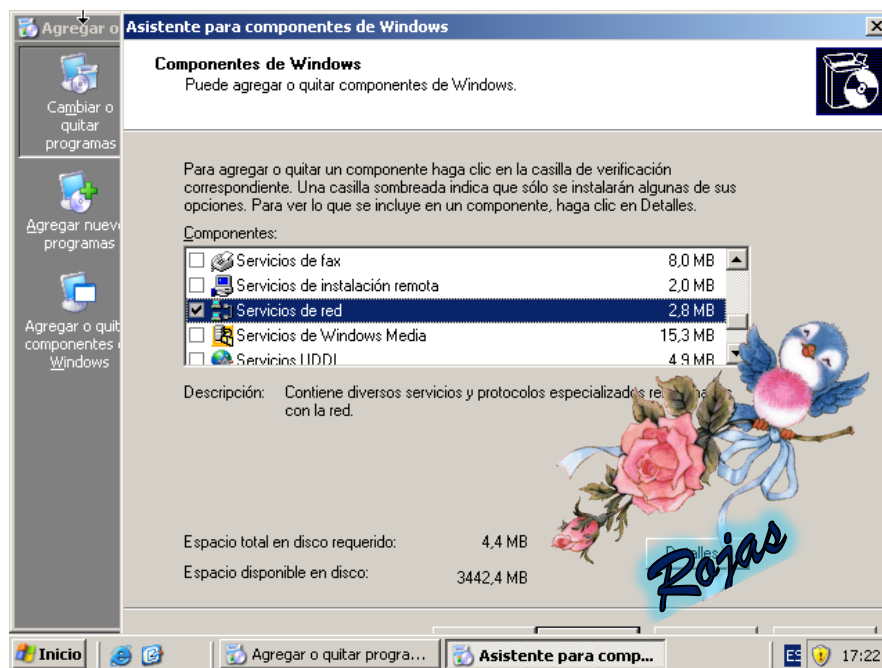 Agregar o
Asistente para componentes de Windows
Componentes de Windows
Puede agregar o quitar componentes de Windows.
Cambiar o
quitar
programas
Agregar nuev
programas
Agregar o quit
componentes
Windows
Para agregar o quitar un componente haga clic en la casilla de verificación
correspondiente. Una casilla sombreada indica que sólo se instalarán algunas de sus
opciones. Para ver lo que se incluye en un componente, haga clic en Detalles.
Componentes:
Servicios de fax 8,0 MB
Servicios de instalación remota 2,0 MB
Servicios de red 2,8 MB
Servicios de Windows Media 15,3 MB
Servicios UDDI 4,9 MB
Descripción: Contiene diversos servicios y protocolos especializados
con la red.
Espacio total en disco requerido: 4,4 MB
Espacio disponible en disco: 3442,4 MB
Detalles
Rojas
Inicio
Agregar o quitar progra...
Asistente para comp...
ES
17:22